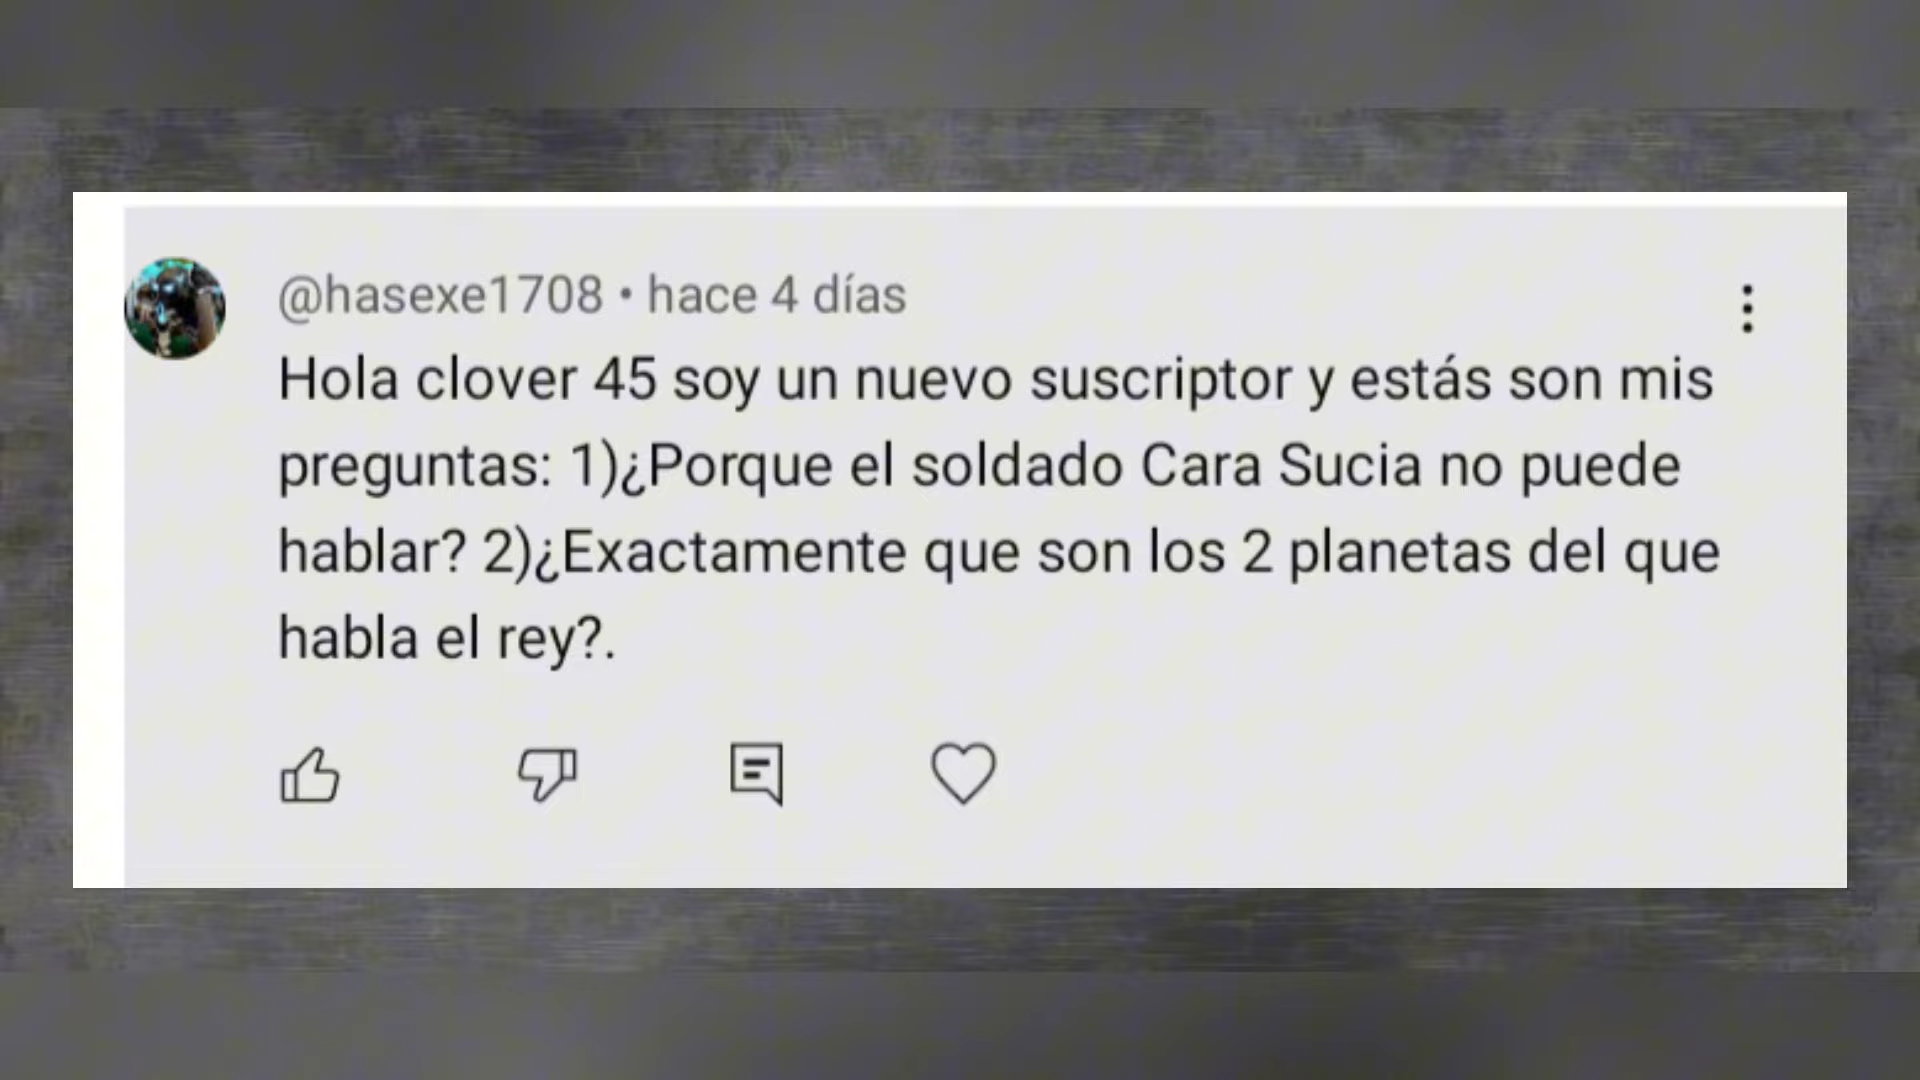 @hasexe1708 • hace 4 días
Hola clover 45 soy un nuevo suscriptor y estás son mis
preguntas: 1)¿Porque el soldado Cara Sucia no puede
hablar? 2)¿Exactamente que son los 2 planetas del que
habla el rey?.